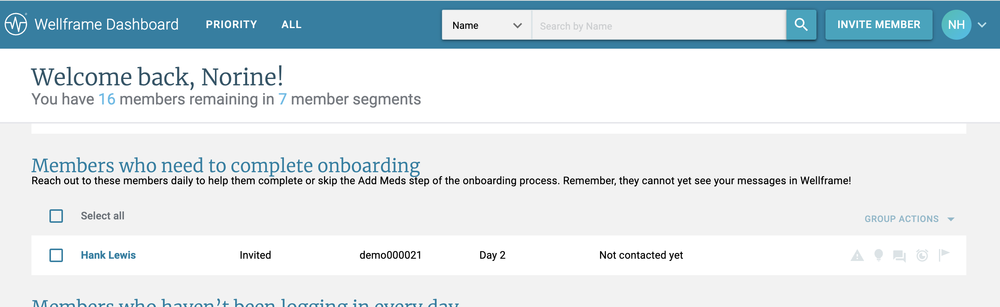 Wellframe Dashboard PRIORITY ALL Name Search by Name INVITE MEMBER NH
Welcome back, Norine!
You have 16 members remaining in 7 member segments
Members who need to complete onboarding
Reach out to these members daily to help them complete or skip the Add Meds step of the onboarding process. Remember, they cannot yet see your messages in Wellframe!
Select all GROUP ACTIONS
Hank Lewis Invited demo000021 Day 2 Not contacted yet
Members who haven’t been logging in every day